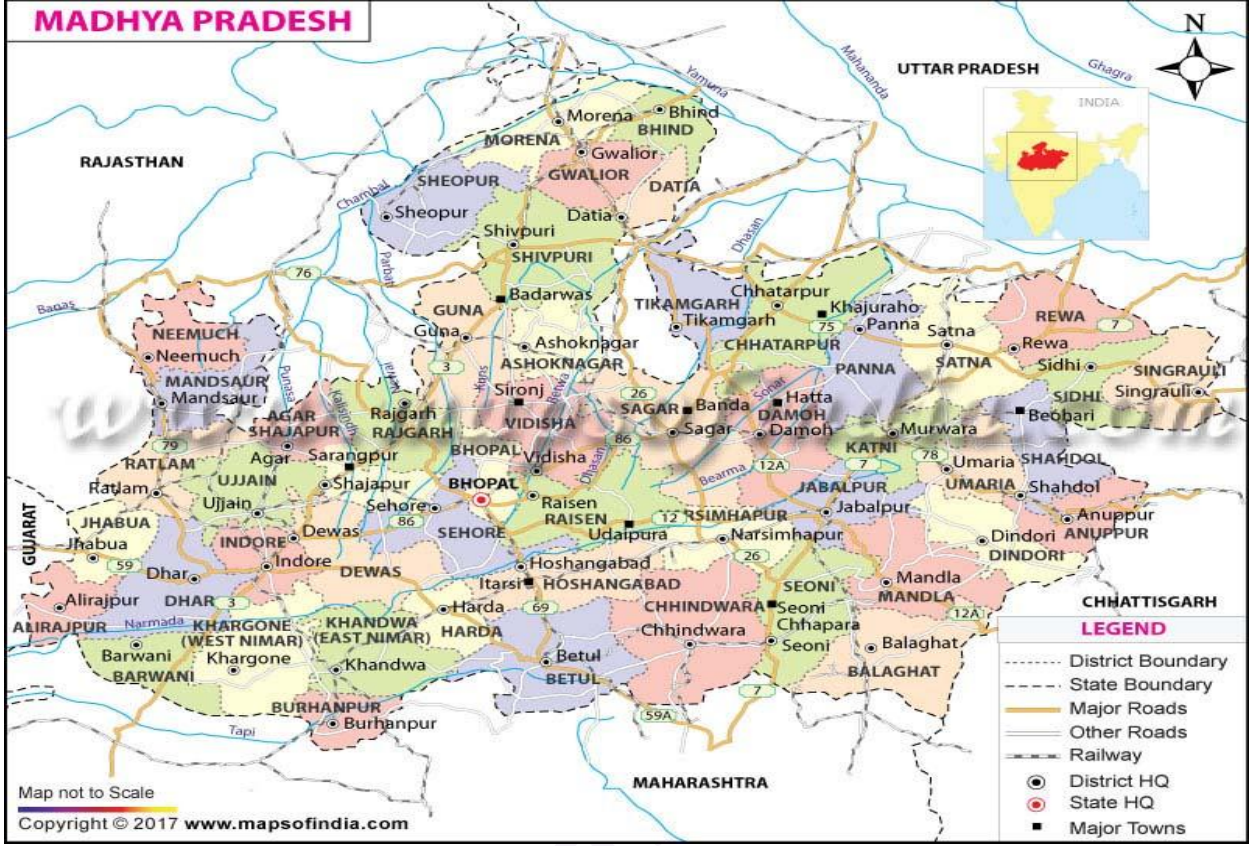 MADHYA PRADESH
N
UTTAR PRADESH
Mahananda
Ghagra
INDIA
Yamuna
RAJASTHAN
Morena
Bhind
MORENA
BHIND
Gwalior
GWALIOR
SHEOPUR
DATIA
Chambal
Sheopur
Datia
Dhasan
Shivpuri
SHIVPURI
Parbati
76
Banas
Badarwas
GUNA
TIKAMGARH
Chhatarpur
Khajuraho
Tikamgarh
75
Panna
Satna
REWA
7
NEEMUCH
Neemuch
Guna
Ashoknagar
ASHOKNAGAR
CHHATARPUR
Rewa
SATNA
Sidhi
SINGRAULI
Singrauli
3
MANDSAUR
Mandsaur
PANNA
SIDHI
Sironj
Betwa
26
Sonar
Hatta
AGAR
SHAJAPUR
Rajgarh
RAJGARH
VIDISHA
SAGAR
Banda
DAMOH
Beohari
Sagar
Damoh
Murwara
KATNI
79
Agar
BHOPAL
86
SHAHDOL
RATLAM
Sarangpur
Vidisha
Dhasan
12A
7
78
Umaria
Bearma
UJJAIN
Shajapur
BHOPAL
Raisen
RAISEN
JABALPUR
UMARIA
Shahdol
Ratlam
Ujjain
Sehore
86
12
RSIMHAPUR
Jabalpur
Anuppur
ANUPPUR
GUJARAT
JHABUA
Jhabua
INDORE
Dewas
SEHORE
Udaipura
Narsimhapur
Dindori
DINDORI
59
Dhar
Indore
DEWAS
Hoshangabad
Itarsi
HOSHANGABAD
26
SEONI
Mandla
MANDLA
Alirajpur
ALIRAJPUR
DHAR
3
Narmada
KHARGONE
(WEST NIMAR)
KHANDWA
(EAST NIMAR)
Harda
HARDA
69
CHHINDWARA
Seoni
Chhapara
12A
CHHATTISGARH
Barwani
BARWANI
Khargone
Khandwa
Betul
BETUL
Chhindwara
Seoni
Balaghat
BALAGHAT
7
BURHANPUR
Burhanpur
Tapi
59A
MAHARASHTRA
LEGEND
District Boundary
State Boundary
Major Roads
Other Roads
Railway
District HQ
State HQ
Major Towns
Map not to Scale
Copyright © 2017 www.mapsofindia.com